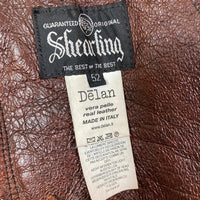 GUARANTEED ORIGINAL
Shearling
THE BEST OF THE BEST
52
Dēlan
vera pelle
real leather
MADE IN ITALY
www.delan.it